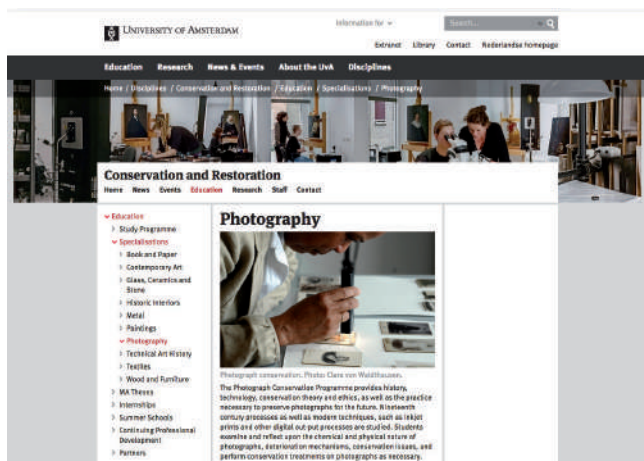 UNIVERSITY OF AMSTERDAM
Information for
Search...
Extranet Library Contact Nederlandse homepage
Education Research News & Events About the UvA Disciplines
Home / Disciplines / Conservation and Restoration / Education / Specialisations / Photography
Conservation and Restoration
Home News Events Education Research Staff Contact
Education
Study Programme
Specialisations
Book and Paper
Contemporary Art
Glass, Ceramics and
Stone
Historic Interiors
Metal
Paintings
Photography
Technical Art History
Textiles
Wood and Furniture
MA Theses
Internships
Summer Schools
Continuing Professional
Development
Partners
Photography
Photograph conservation. Photo: Clara von Waldthausen.
The Photograph Conservation Programme provides history,
technology, conservation theory and ethics, as well as the practice
necessary to preserve photographs for the future. Nineteenth
century processes as well as modern techniques, such as inkjet
prints and other digital out put processes are studied. Students
examine and reflect upon the chemical and physical nature of
photographs, deterioration mechanisms, conservation issues, and
perform conservation treatments on photographs as necessary.